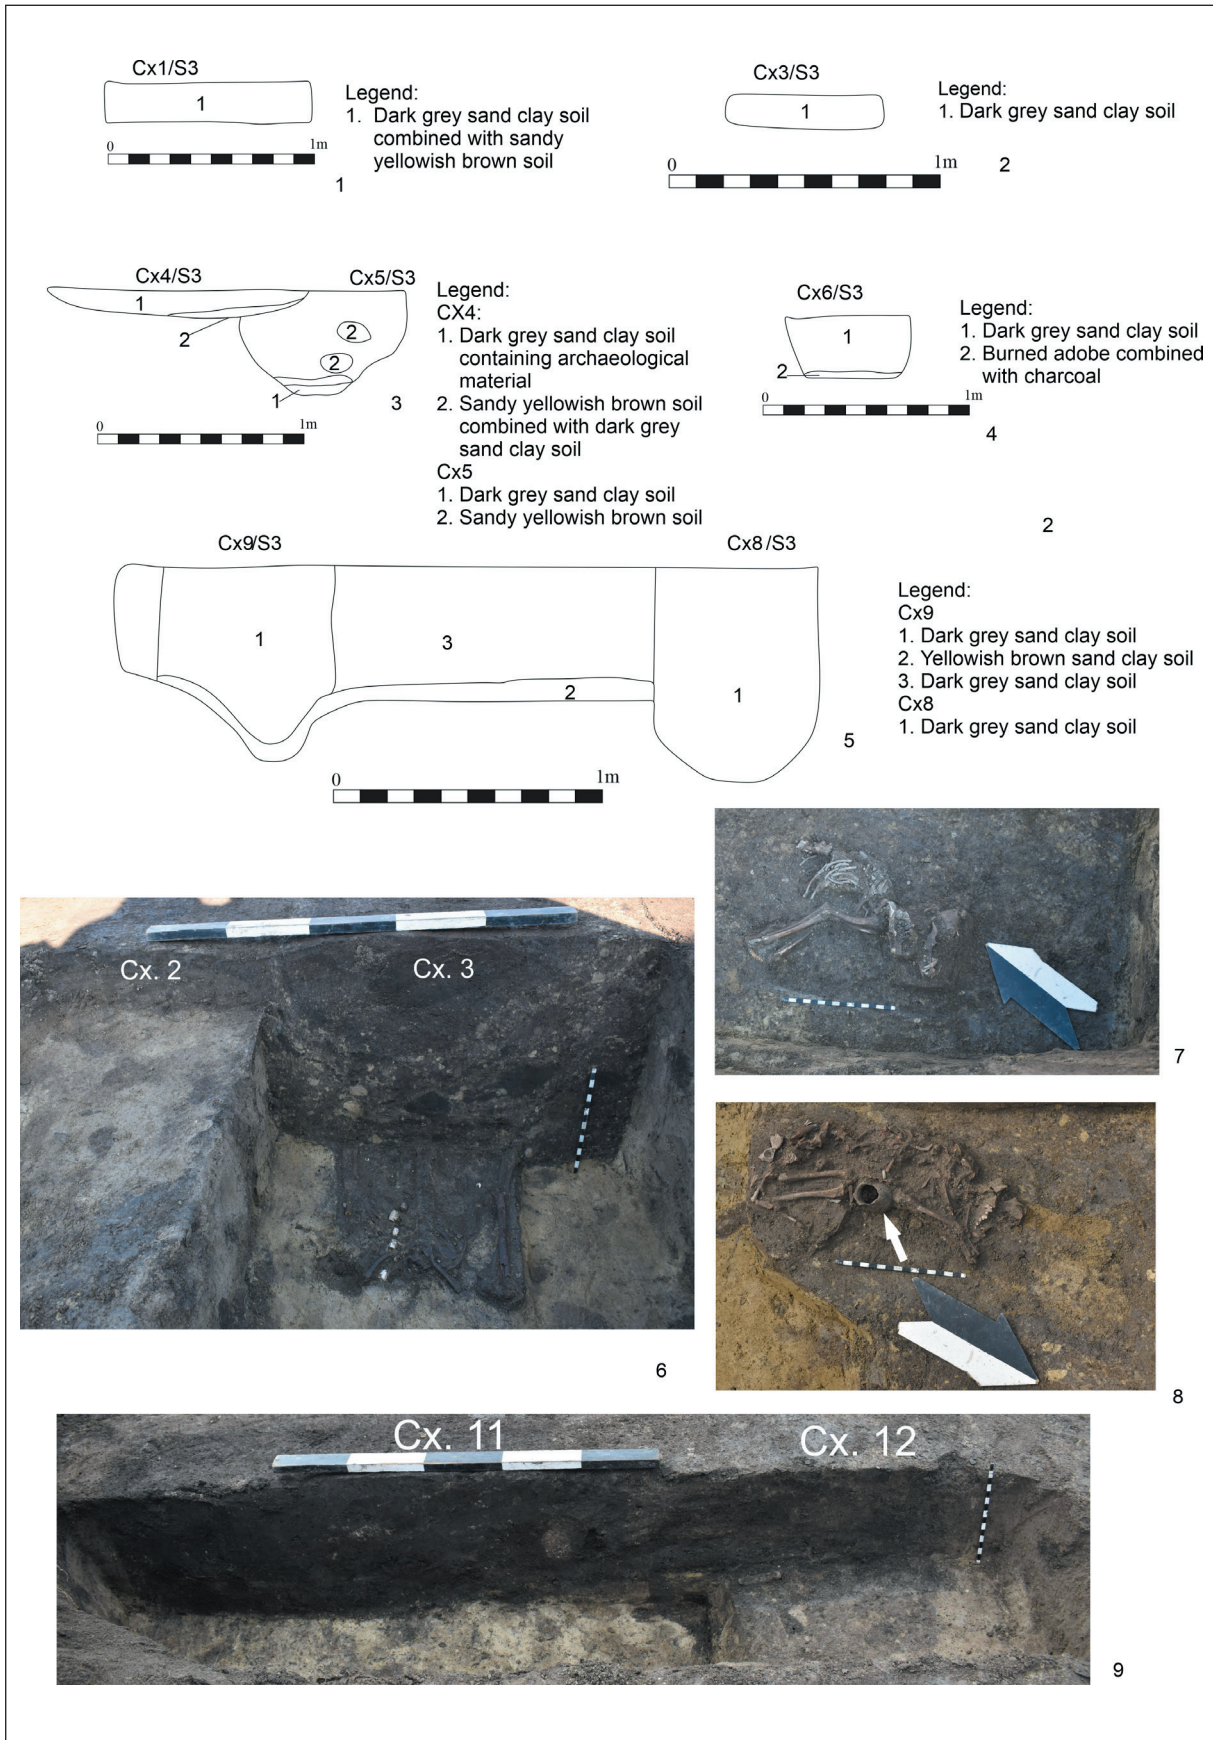 Cx1/S3
1
Legend:
1. Dark grey sand clay soil
combined with sandy
yellowish brown soil
0 1m
1
Cx3/S3
1
Legend:
1. Dark grey sand clay soil
0 1m
2
Cx4/S3
Cx5/S3
1
2
2
2
1
Legend:
CX4:
1. Dark grey sand clay soil
containing archaeological
material
2. Sandy yellowish brown soil
combined with dark grey
sand clay soil
Cx5
1. Dark grey sand clay soil
2. Sandy yellowish brown soil
0 1m
3
Cx6/S3
1
2
Legend:
1. Dark grey sand clay soil
2. Burned adobe combined
with charcoal
0 1m
4
2
Cx9/S3
Cx8/S3
1
3
2
1
Legend:
Cx9
1. Dark grey sand clay soil
2. Yellowish brown sand clay soil
3. Dark grey sand clay soil
Cx8
1. Dark grey sand clay soil
5
0 1m
Cx. 2
Cx. 3
6
7
8
Cx. 11
Cx. 12
9